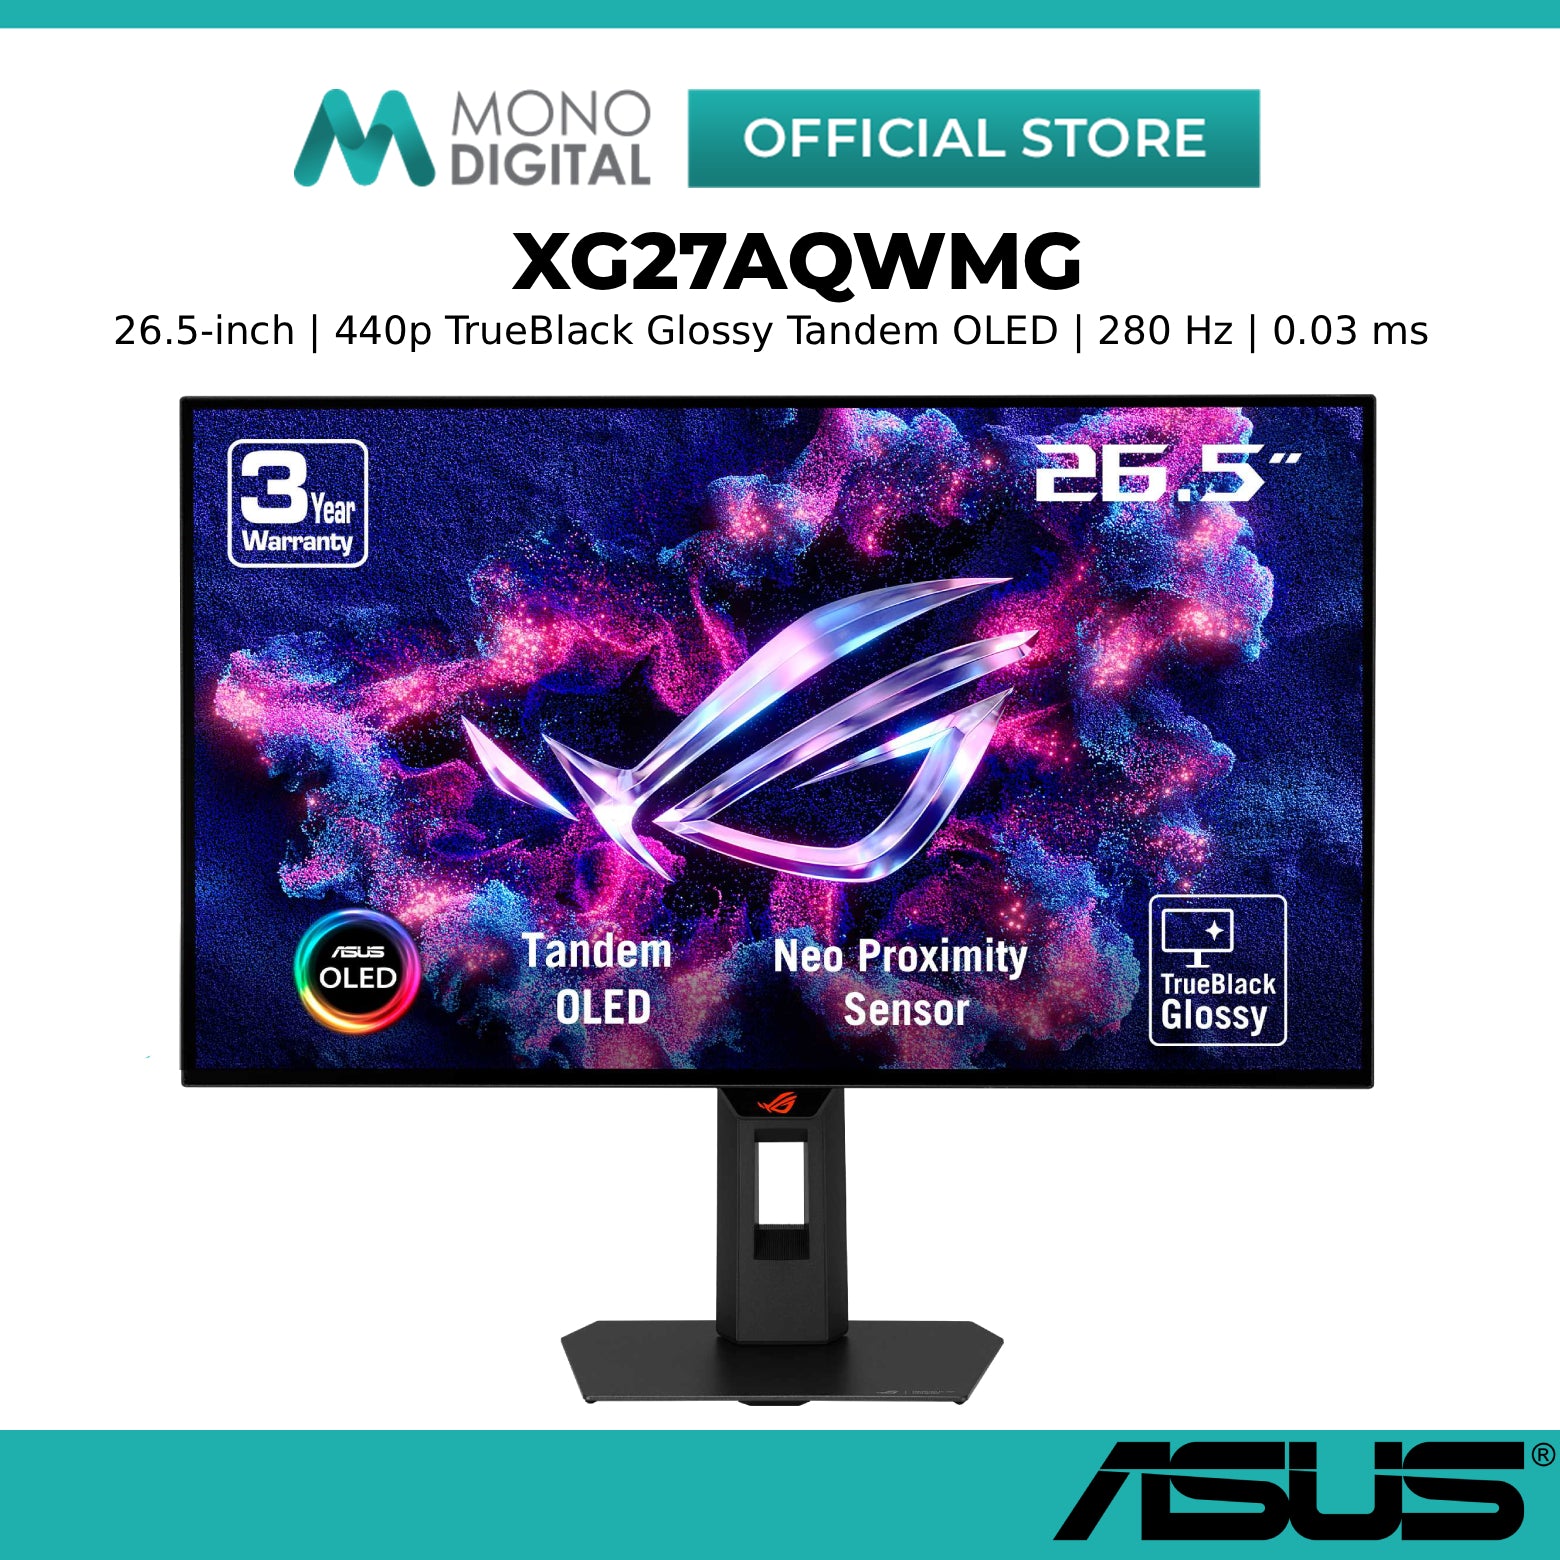 MONO
DIGITAL
OFFICIAL STORE
XG27AQWMG
26.5-inch | 440p TrueBlack Glossy Tandem OLED | 280 Hz | 0.03 ms
3 Year
Warranty
26.5"
ASUS
OLED
Tandem
OLED
Neo Proximity
Sensor
TrueBlack
Glossy
ASUS®